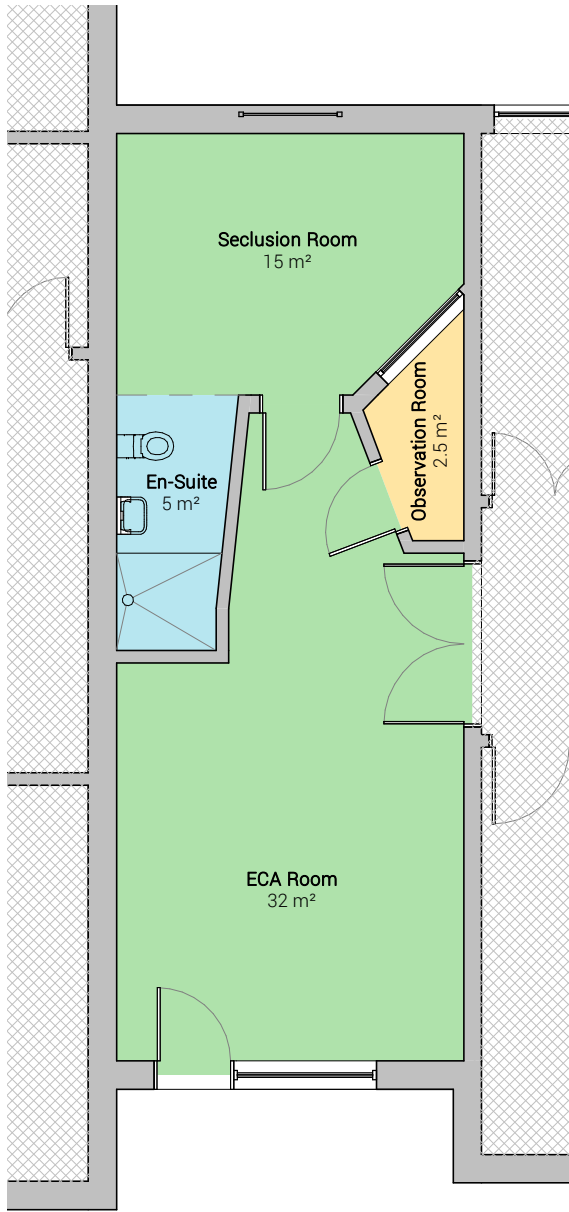 Seclusion Room
15 m²
Observation Room
2.5 m²
En-Suite
5 m²
ECA Room
32 m²